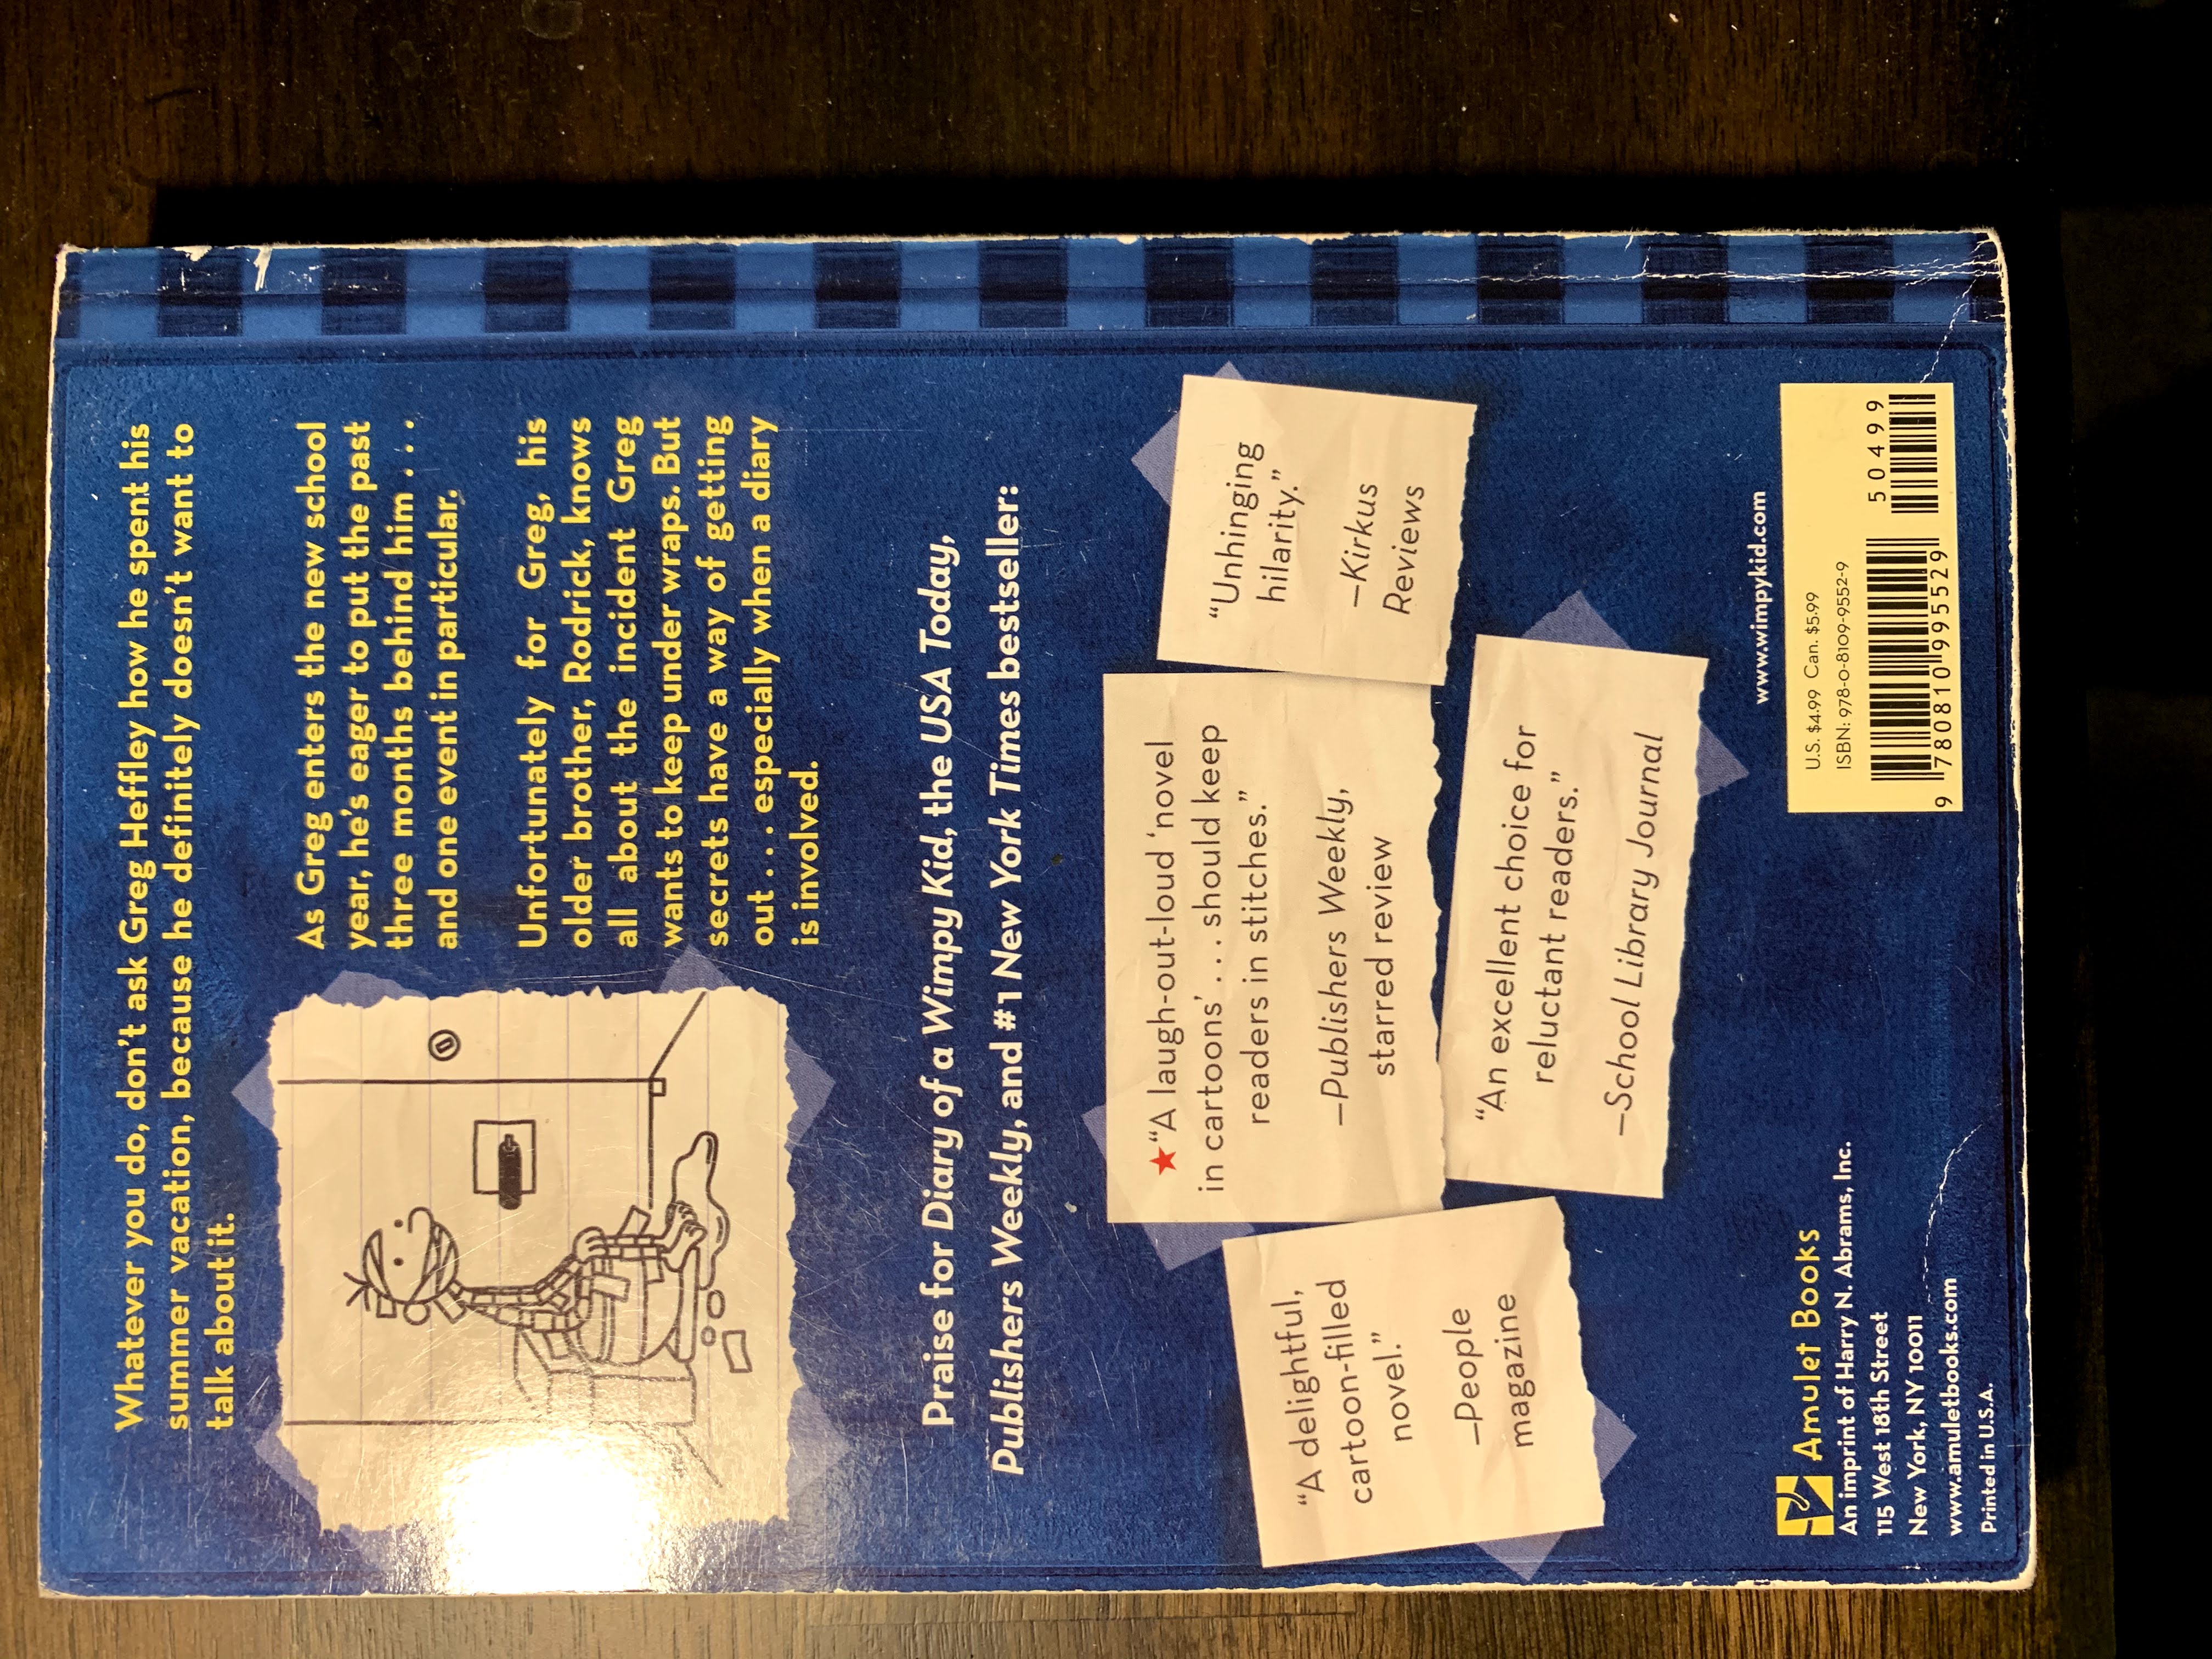 Whatever you do, don't ask Greg Heffley how he spent his
summer vacation, because he definitely doesn't want to
talk about it.
As Greg enters the new school
year, he's eager to put the past
three months behind him . . .
and one event in particular.
Unfortunately for Greg, his
older brother, Rodrick, knows
all about the incident Greg
wants to keep under wraps. But
secrets have a way of getting
out . . . especially when a diary
is involved.
Praise for Diary of a Wimpy Kid, the USA Today,
Publishers Weekly, and #1 New York Times bestseller:
★“A laugh-out-loud ‘novel
in cartoons’ . . . should keep
readers in stitches.”
—Publishers Weekly,
starred review
“Unhinging
hilarity.”
—Kirkus
Reviews
“A delightful,
cartoon-filled
novel.”
—People
magazine
“An excellent choice for
reluctant readers.”
—School Library Journal
www.wimpykid.com
Amulet Books
An imprint of Harry N. Abrams, Inc.
115 West 18th Street
New York, NY 10011
www.amuletbooks.com
Printed in U.S.A.
U.S. $4.99 Can. $5.99
ISBN: 978-0-8109-9552-9
50499
9 780810 995529